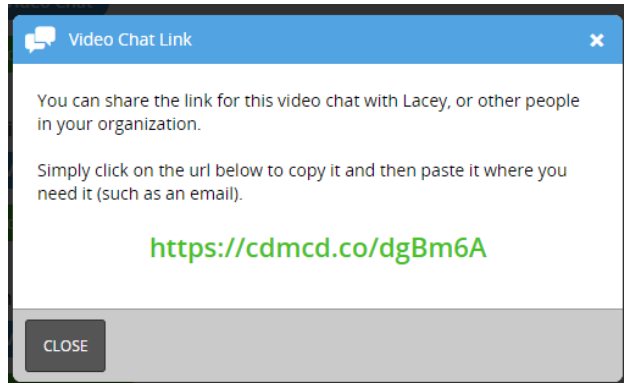 Video Chat Link
You can share the link for this video chat with Lacey, or other people
in your organization.
Simply click on the url below to copy it and then paste it where you
need it (such as an email).
https://cdmcd.co/dgBm6A
CLOSE